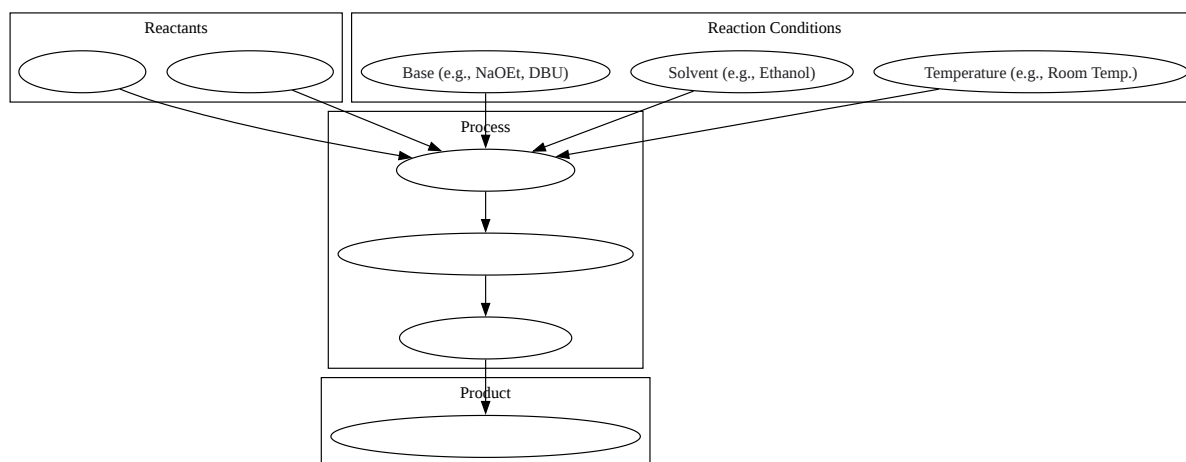 Reactants
Reaction Conditions
Base (e.g., NaOEt, DBU)
Solvent (e.g., Ethanol)
Temperature (e.g., Room Temp.)
Process
Product